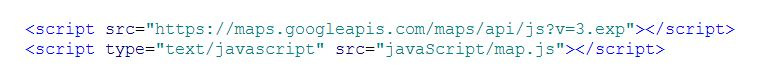 <script src="https://maps.googleapis.com/maps/api/js?v=3.exp"></script>
<script type="text/javascript" src="javaScript/map.js"></script>